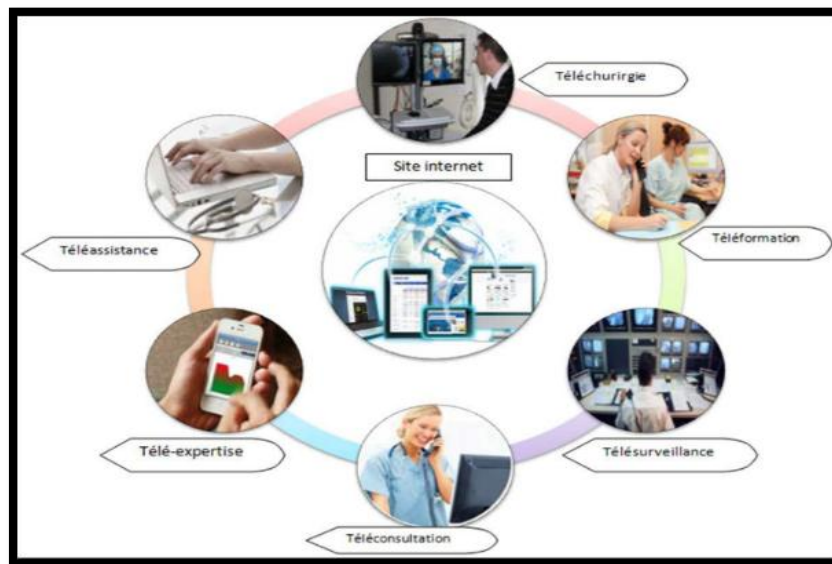 Téléchurirgie
Site internet
Téléassistance
Téléformation
Télé-expertise
Télésurveillance
Téléconsultation